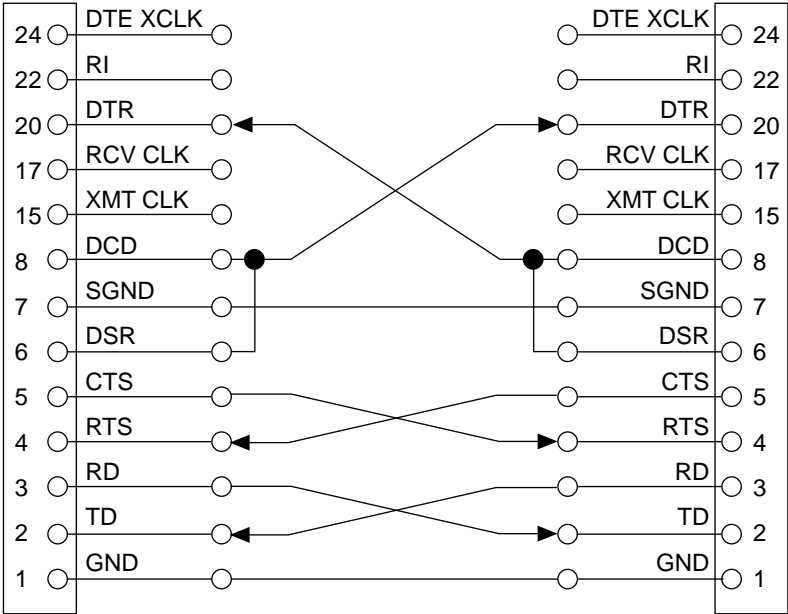 24 DTE XCLK DTE XCLK 24
22 RI RI 22
20 DTR DTR 20
17 RCV CLK RCV CLK 17
15 XMT CLK XMT CLK 15
8 DCD DCD 8
7 SGND SGND 7
6 DSR DSR 6
5 CTS CTS 5
4 RTS RTS 4
3 RD RD 3
2 TD TD 2
1 GND GND 1